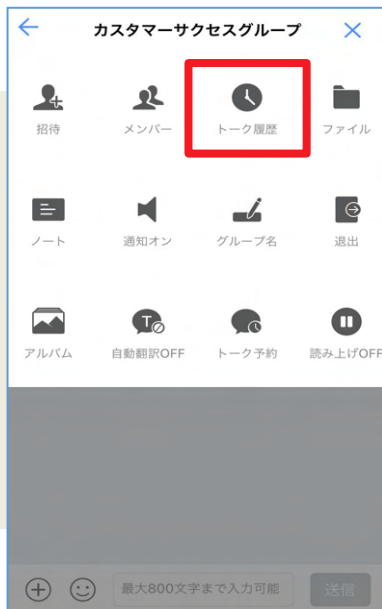 カスタマーサクセスグループ
招待 メンバー トーク履歴 ファイル
ノート 通知オン グループ名 退出
アルバム 自動翻訳OFF トーク予約 読み上げOFF
最大800文字まで入力可能 送信